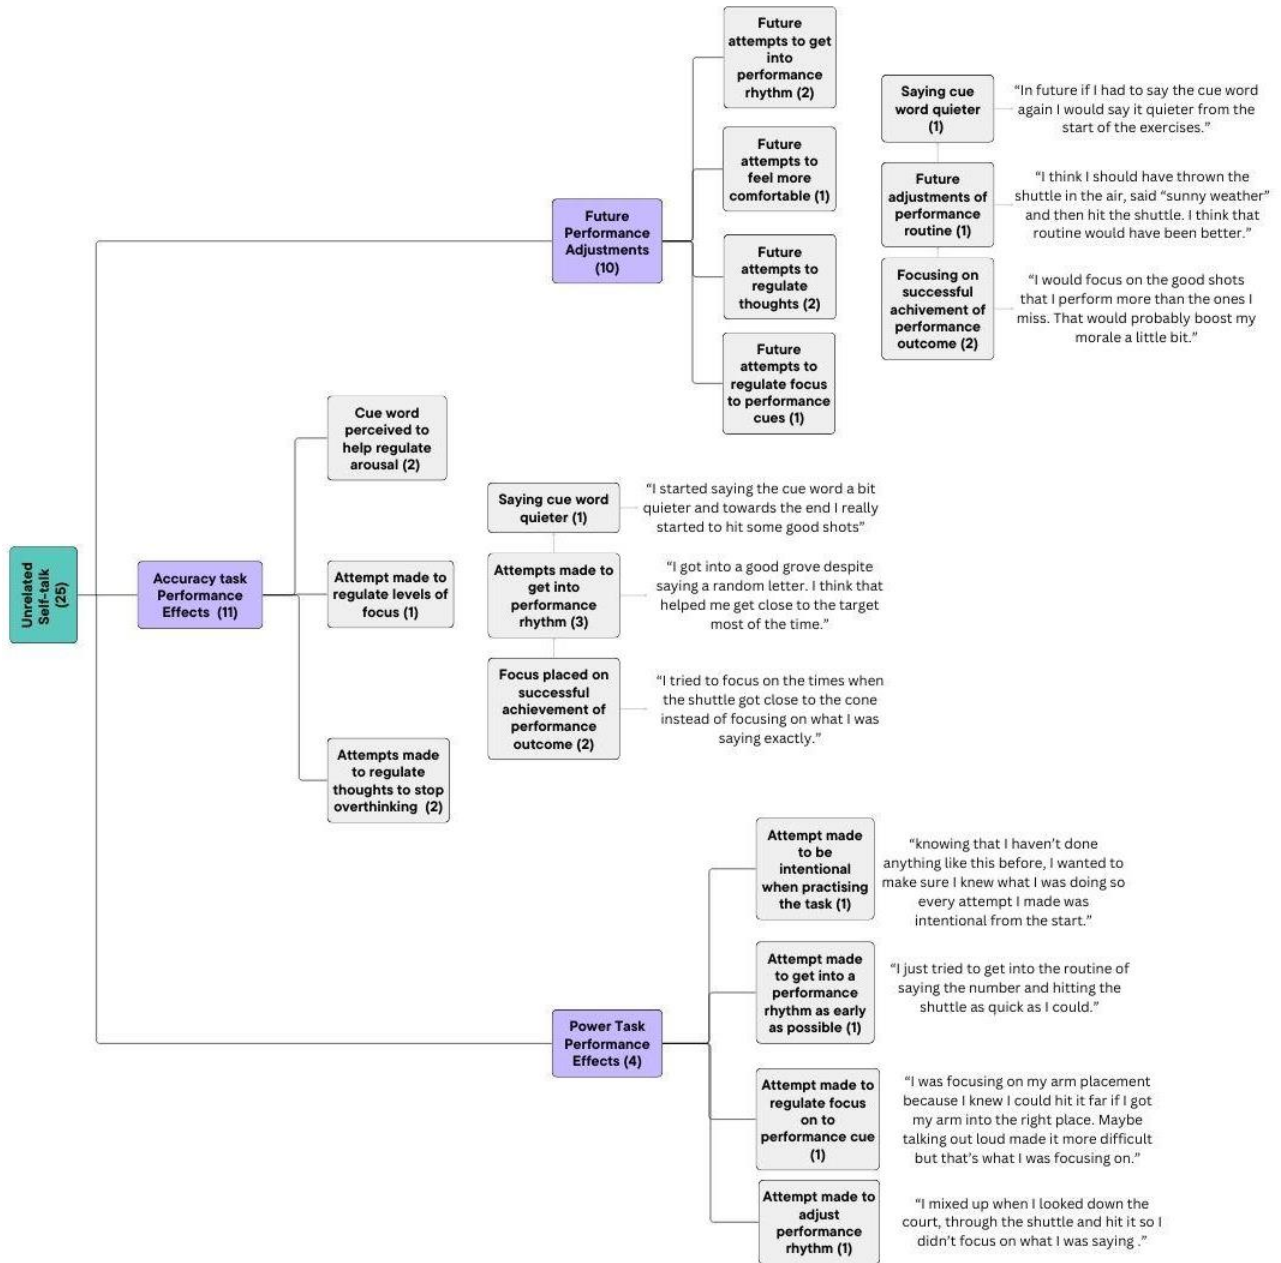 Unrelated
Self-talk
(25)
Future
Performance
Adjustments
(10)
Future
attempts to get
into
performance
rhythm (2)
Future
attempts to
feel more
comfortable (1)
Future
attempts to
regulate
thoughts (2)
Future
attempts to
regulate focus
to performance
cues (1)
Saying cue
word quieter
(1)
“In future if I had to say the cue word
again I would say it quieter from the
start of the exercises.”
Future
adjustments of
performance
routine (1)
“I think I should have thrown the
shuttle in the air, said “sunny weather”
and then hit the shuttle. I think that
routine would have been better.”
Focusing on
successful
achivement of
performance
outcome (2)
“I would focus on the good shots
that I perform more than the ones I
miss. That would probably boost my
morale a little bit.”
Accuracy task
Performance
Effects (11)
Cue word
perceived to
help regulate
arousal (2)
Attempt made to
regulate levels of
focus (1)
Attempts made
to regulate
thoughts to stop
overthinking (2)
Saying cue word
quieter (1)
“I started saying the cue word a bit
quieter and towards the end I really
started to hit some good shots”
Attempts made to
get into
performance
rhythm (3)
“I got into a good grove despite
saying a random letter. I think that
helped me get close to the target
most of the time.”
Focus placed on
successful
achievement of
performance
outcome (2)
“I tried to focus on the times when
the shuttle got close to the cone
instead of focusing on what I was
saying exactly.”
Power Task
Performance
Effects (4)
Attempt made
to be
intentional
when practising
the task (1)
“knowing that I haven’t done
anything like this before, I wanted to
make sure I knew what I was doing so
every attempt I made was
intentional from the start.”
Attempt made
to get into a
performance
rhythm as early
as possible (1)
“I just tried to get into the routine of
saying the number and hitting the
shuttle as quick as I could.”
Attempt made to
regulate focus
on to
performance cue
(1)
“I was focusing on my arm placement
because I knew I could hit it far if I got
my arm into the right place. Maybe
talking out loud made it more difficult
but that’s what I was focusing on.”
Attempt made to
adjust
performance
rhythm (1)
“I mixed up when I looked down the
court, through the shuttle and hit it so I
didn’t focus on what I was saying .”